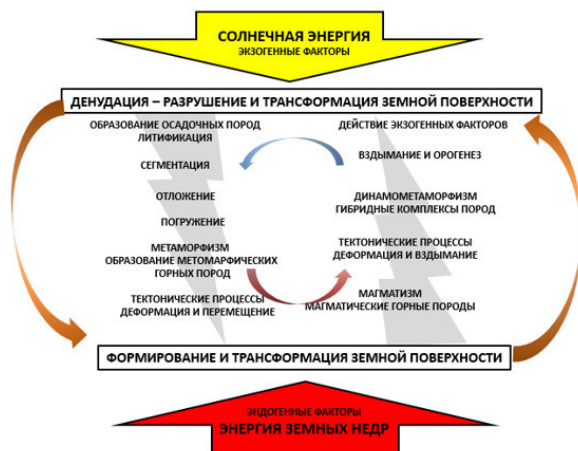 СОЛНЕЧНАЯ ЭНЕРГИЯ
ЭКЗОГЕННЫЕ ФАКТОРЫ
ДЕНУДАЦИЯ – РАЗРУШЕНИЕ И ТРАНСФОРМАЦИЯ ЗЕМНОЙ ПОВЕРХНОСТИ
ОБРАЗОВАНИЕ ОСАДОЧНЫХ ПОРОД
ЛИТИФИКАЦИЯ
СЕГМЕНТАЦИЯ
ОТЛОЖЕНИЕ
ПОГРУЖЕНИЕ
МЕТАМОРФИЗМ
ОБРАЗОВАНИЕ МЕТОМАРФИЧЕСКИХ
ГОРНЫХ ПОРОД
ТЕКТОНИЧЕСКИЕ ПРОЦЕССЫ
ДЕФОРМАЦИЯ И ПЕРЕМЕЩЕНИЕ
ДЕЙСТВИЕ ЭКЗОГЕННЫХ ФАКТОРОВ
ВЗДЫМАНИЕ И ОРОГЕНЕЗ
ДИНАМОМЕТАМОРФИЗМ
ГИБРИДНЫЕ КОМПЛЕКСЫ ПОРОД
ТЕКТОНИЧЕСКИЕ ПРОЦЕССЫ
ДЕФОРМАЦИЯ И ВЗДЫМАНИЕ
МАГМАТИЗМ
МАГМАТИЧЕСКИЕ ГОРНЫЕ ПОРОДЫ
ФОРМИРОВАНИЕ И ТРАНСФОРМАЦИЯ ЗЕМНОЙ ПОВЕРХНОСТИ
ЭНДОГЕННЫЕ ФАКТОРЫ
ЭНЕРГИЯ ЗЕМНЫХ НЕДР